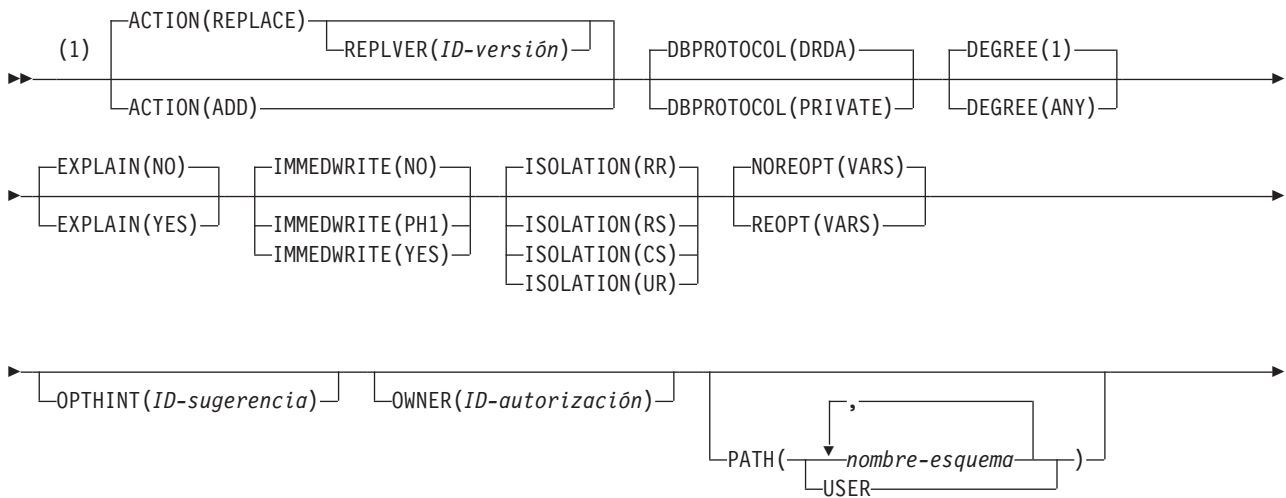 ACTION(REPLACE)
(1) REPLVER(ID-versión) DBPROTOCOL(DRDA) DEGREE(1)
ACTION(ADD) DBPROTOCOL(PRIVATE) DEGREE(ANY)
EXPLAIN(NO) IMMEDWRITE(NO) ISOLATION(RR) NOREOPT(VARS)
EXPLAIN(YES) IMMEDWRITE(PH1) ISOLATION(RS) REOPT(VARS)
IMMEDWRITE(YES) ISOLATION(CS)
ISOLATION(UR)
OPTHINT(ID-sugerencia) OWNER(ID-autorización) ,
PATH( nombre-esquema )
USER